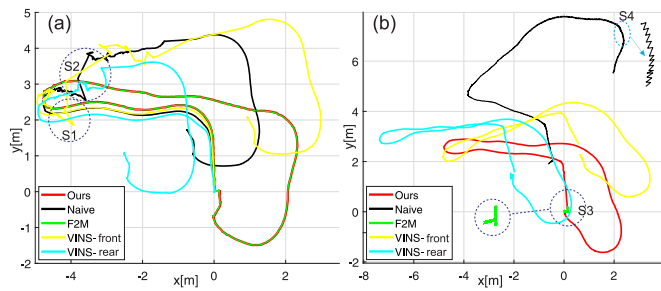 (a)
5
4
3
2
1
0
-1
-2
y[m]
-4
-2
0
2
x[m]
S2
S1
Ours
Naive
F2M
VINS-front
VINS-rear
(b)
8
6
4
2
0
-2
y[m]
-8
-6
-4
-2
0
2
x[m]
S4
S3
Ours
Naive
F2M
VINS-front
VINS-rear